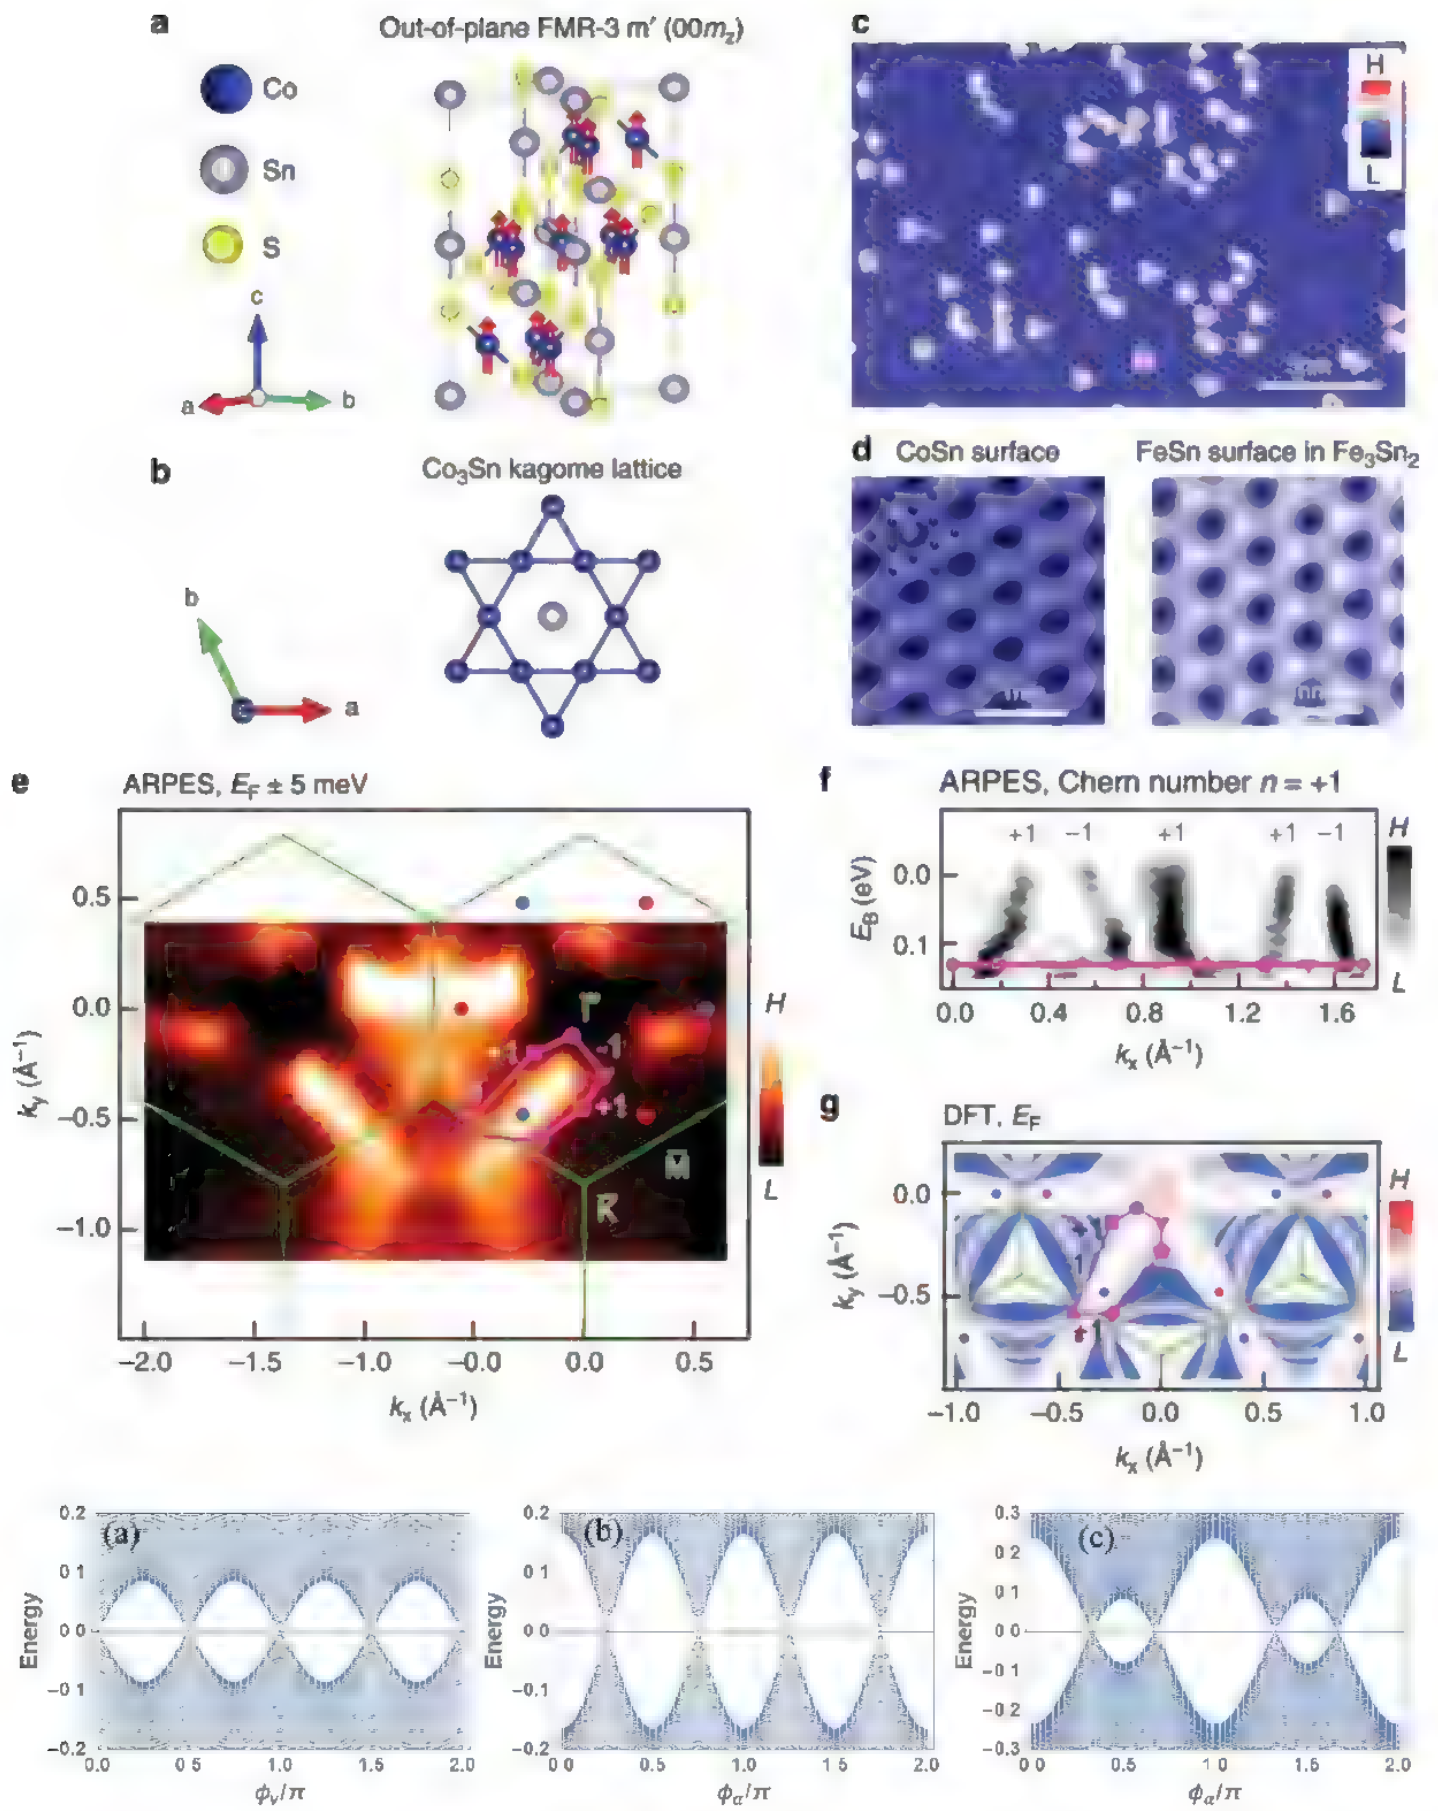 a
Out-of-plane FMR-3 m′ (00m_z)
Co
Sn
S
c
a
b
b
Co₃Sn kagome lattice
b
a
c
H
L
d
CoSn surface
FeSn surface in Fe₃Sn₂
e
ARPES, E_F ± 5 meV
0.5
0.0
−0.5
−1.0
k_y (Å⁻¹)
−2.0
−1.5
−1.0
−0.0
0.0
0.5
k_x (Å⁻¹)
−1
+1
R
H
L
f
ARPES, Chern number n = +1
+1
−1
+1
+1
−1
0.0
0.1
E_B (eV)
0.0
0.4
0.8
1.2
1.6
k_x (Å⁻¹)
H
L
g
DFT, E_F
0.0
−0.5
k_y (Å⁻¹)
−1.0
−0.5
0.0
0.5
1.0
k_x (Å⁻¹)
H
L
(a)
0.2
0 1
0 0
−0 1
−0.2
Energy
0.0
0 5
1.0
1.5
2.0
ϕ_v/π
(b)
0 2
0 1
0 0
−0.1
−0.2
Energy
0 0
0.5
1.0
1.5
2.0
ϕ_α/π
(c)
0.3
0 2
0 1
0 0
−0 1
−0.2
−0.3
Energy
0 0
0.5
1 0
1.5
2.0
ϕ_α/π